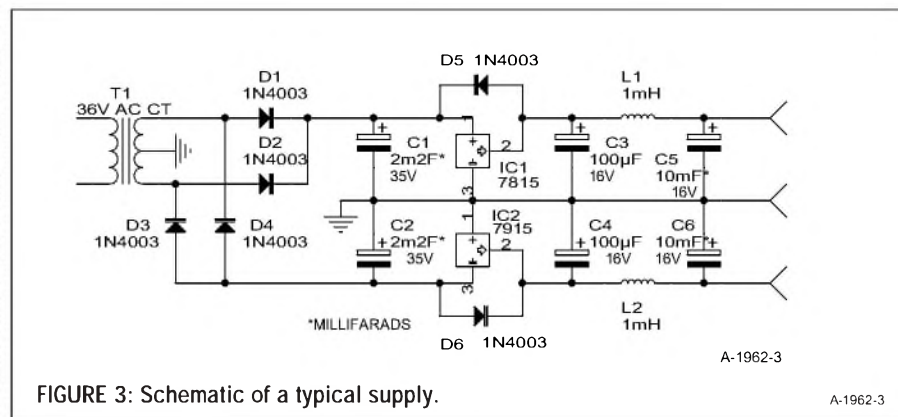 D5 1N4003
D1
1N4003
L1
1mH
T1
36V AC CT
D2
1N4003
1
+
C1
2m2F*
35V
2
IC1
7815
3
+
C3
100µF
16V
+
C5
10mF*
16V
D3
1N4003
D4
1N4003
C2
+
2m2F*
35V
1
IC2
7915
2
3
C4
+
100µF
16V
C6
+
10mF*
16V
*MILLIFARADS
D6 1N4003
L2
1mH
A-1962-3
FIGURE 3: Schematic of a typical supply.
A-1962-3